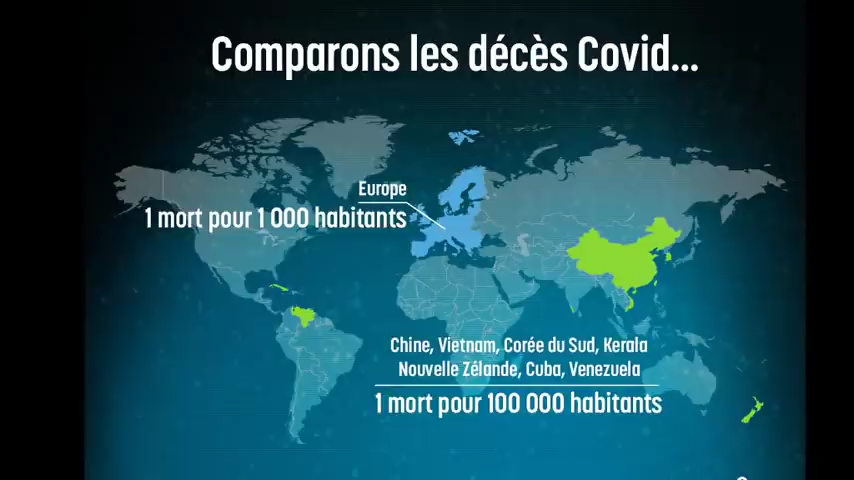 Comparons les décès Covid...
Europe
1 mort pour 1 000 habitants
Chine, Vietnam, Corée du Sud, Kerala
Nouvelle Zélande, Cuba, Venezuela
1 mort pour 100 000 habitants